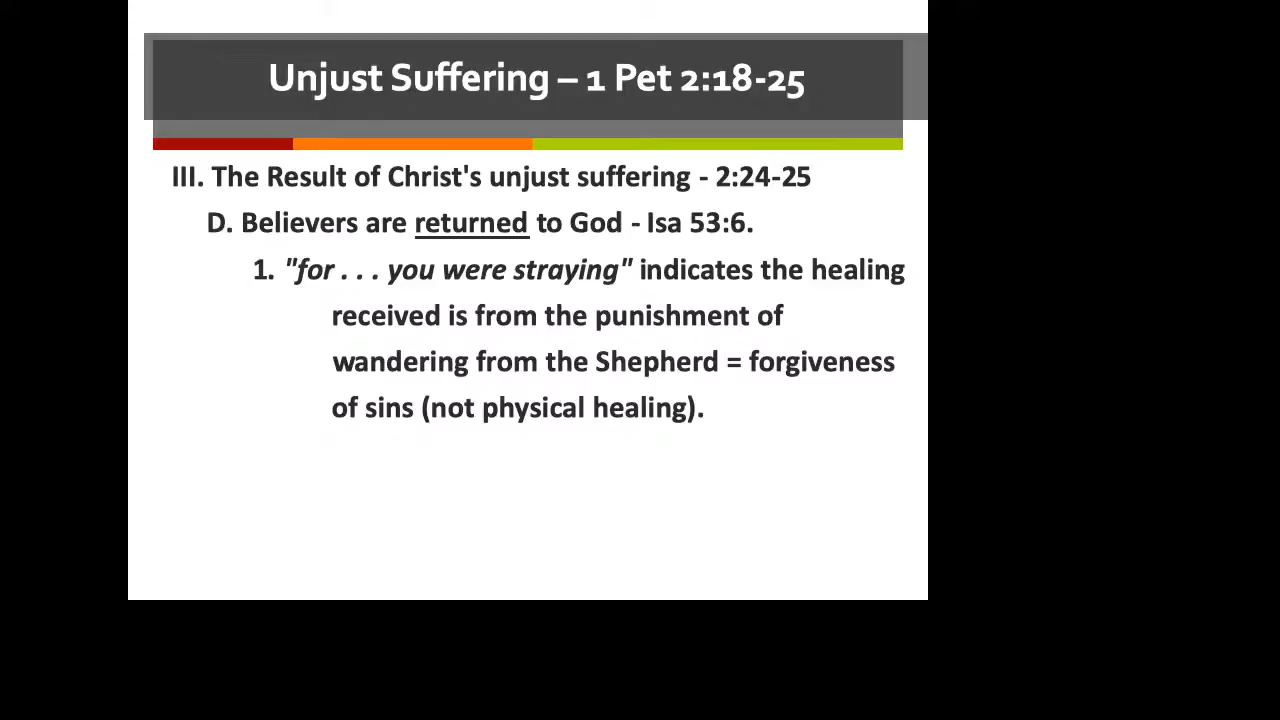 Unjust Suffering – 1 Pet 2:18-25
III. The Result of Christ's unjust suffering - 2:24-25
D. Believers are returned to God - Isa 53:6.
1. "for . . . you were straying" indicates the healing
received is from the punishment of
wandering from the Shepherd = forgiveness
of sins (not physical healing).